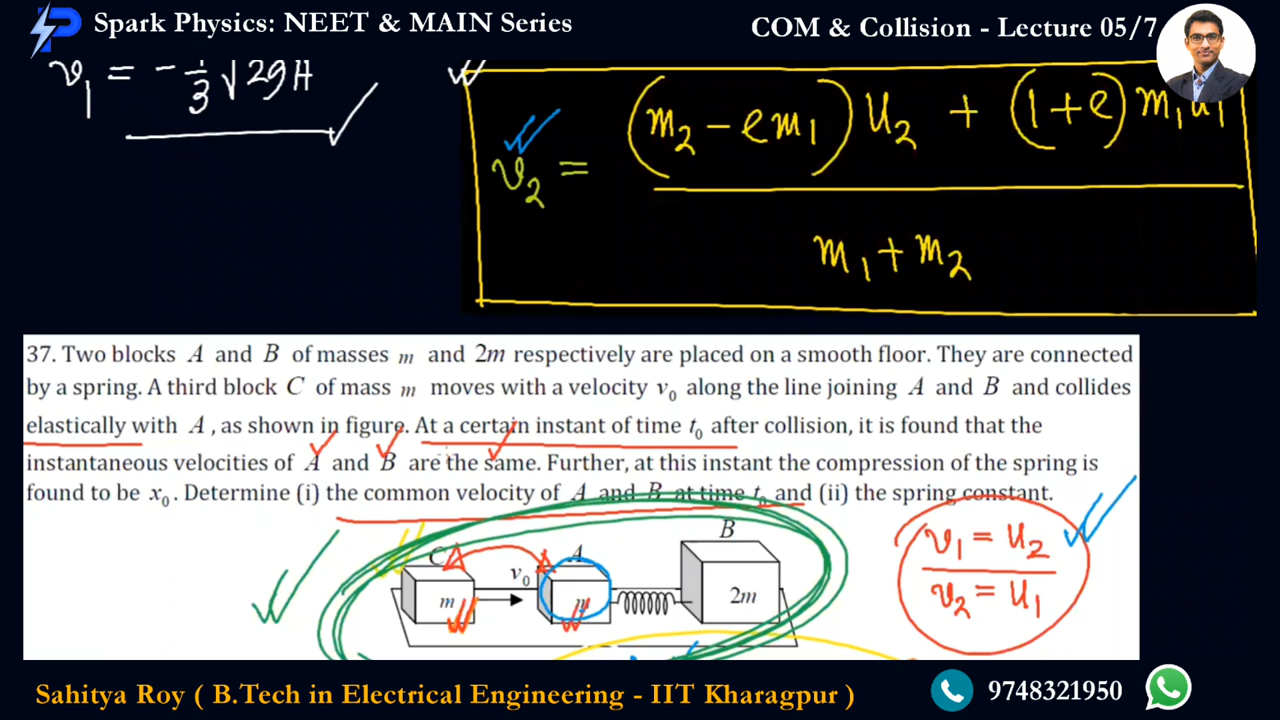 Spark Physics: NEET & MAIN Series
COM & Collision - Lecture 05/7
v₁ = -1/3 √2gH
v₂ = ((m₂ - em₁) u₂ + (1+e) m₁u₁) / (m₁ + m₂)
37. Two blocks A and B of masses m and 2m respectively are placed on a smooth floor. They are connected
by a spring. A third block C of mass m moves with a velocity v₀ along the line joining A and B and collides
elastically with A, as shown in figure. At a certain instant of time t₀ after collision, it is found that the
instantaneous velocities of A and B are the same. Further, at this instant the compression of the spring is
found to be x₀. Determine (i) the common velocity of A and B at time t₀ and (ii) the spring constant.
C
v₀
A
B
m
m
2m
v₁ = u₂
v₂ = u₁
Sahitya Roy ( B.Tech in Electrical Engineering - IIT Kharagpur )
9748321950